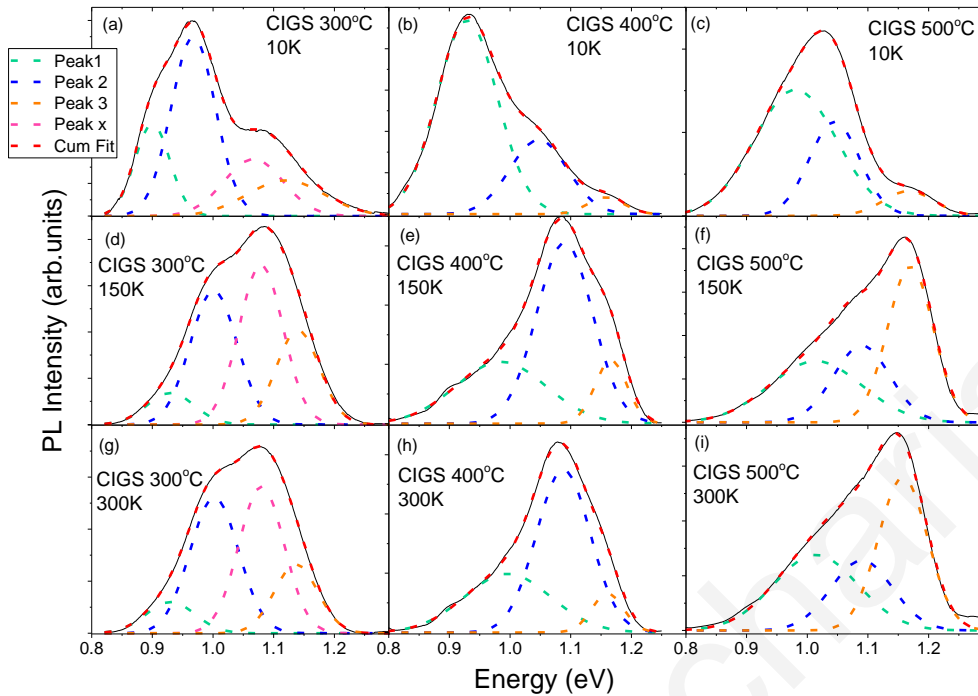 (a)
CIGS 300°C
10K
(b)
CIGS 400°C
10K
(c)
CIGS 500°C
10K
Peak1
Peak 2
Peak 3
Peak x
Cum Fit
(d)
CIGS 300°C
150K
(e)
CIGS 400°C
150K
(f)
CIGS 500°C
150K
(g)
CIGS 300°C
300K
(h)
CIGS 400°C
300K
(i)
CIGS 500°C
300K
PL Intensity (arb.units)
0.8 0.9 1.0 1.1 1.2 0.9 1.0 1.1 1.2 0.8 0.9 1.0 1.1 1.2
Energy (eV)